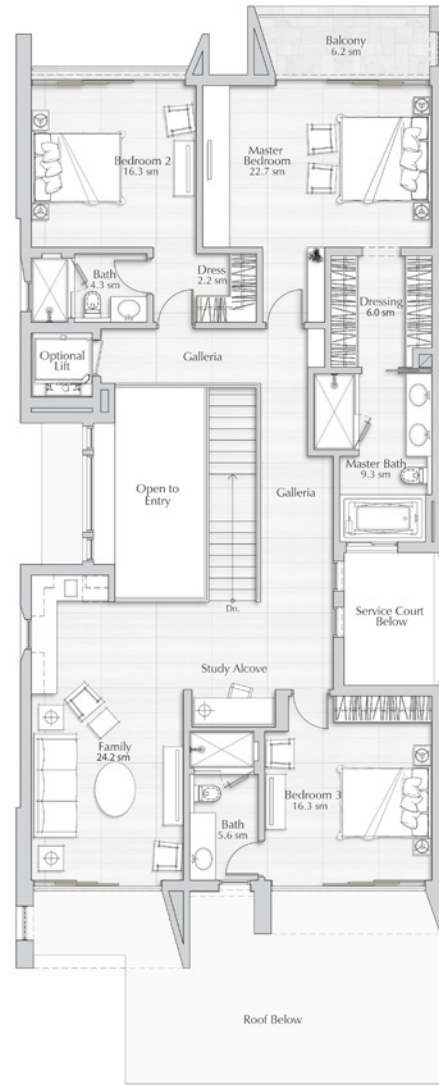 Balcony
6.2 sm
Bedroom 2
16.3 sm
Master
Bedroom
22.7 sm
Bath
4.3 sm
Dress
2.2 sm
Dressing
6.0 sm
Optional
Lift
Galleria
Master Bath
9.3 sm
Open to
Entry
Galleria
Dn.
Service Court
Below
Study Alcove
Family
24.2 sm
Bedroom 3
16.3 sm
Bath
5.6 sm
Roof Below